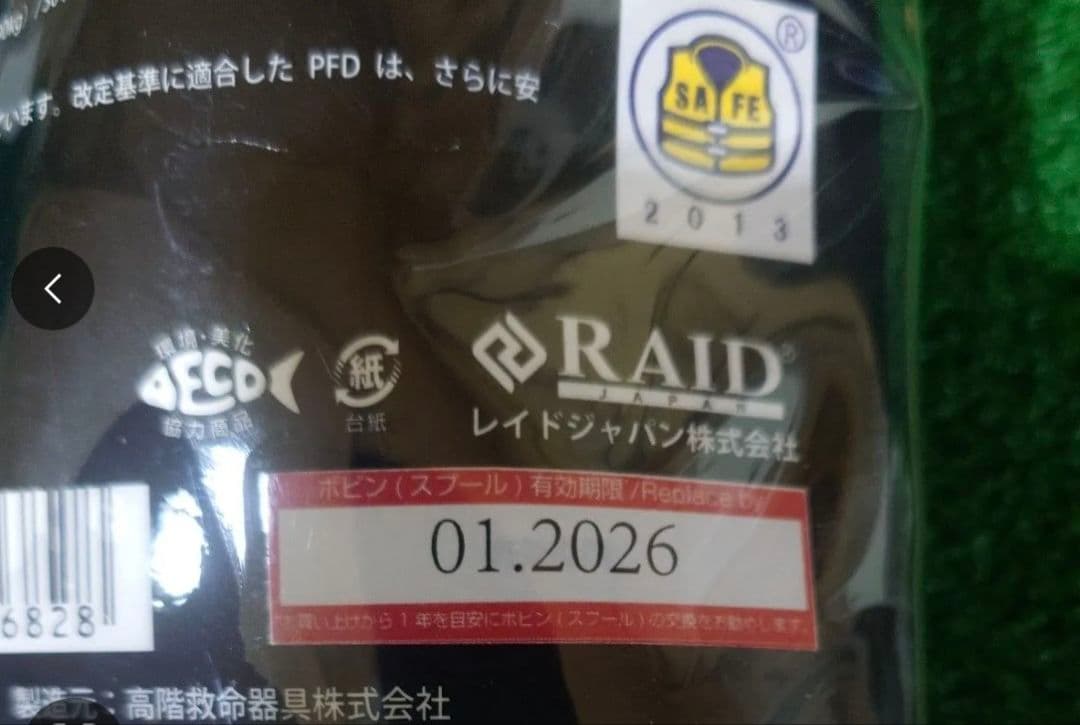 います。改定基準に適合した PFD は、さらに安
®
SAFE
2013
環境・美化
ECO
協力商品
紙
台紙
RAID®
JAPAN
レイドジャパン株式会社
ボビン(スプール)有効期限/Replace by
01.2026
お買い上げから1年を目安にボビン(スプール)の交換をお勧めします。
6828
製造元：高階救命器具株式会社